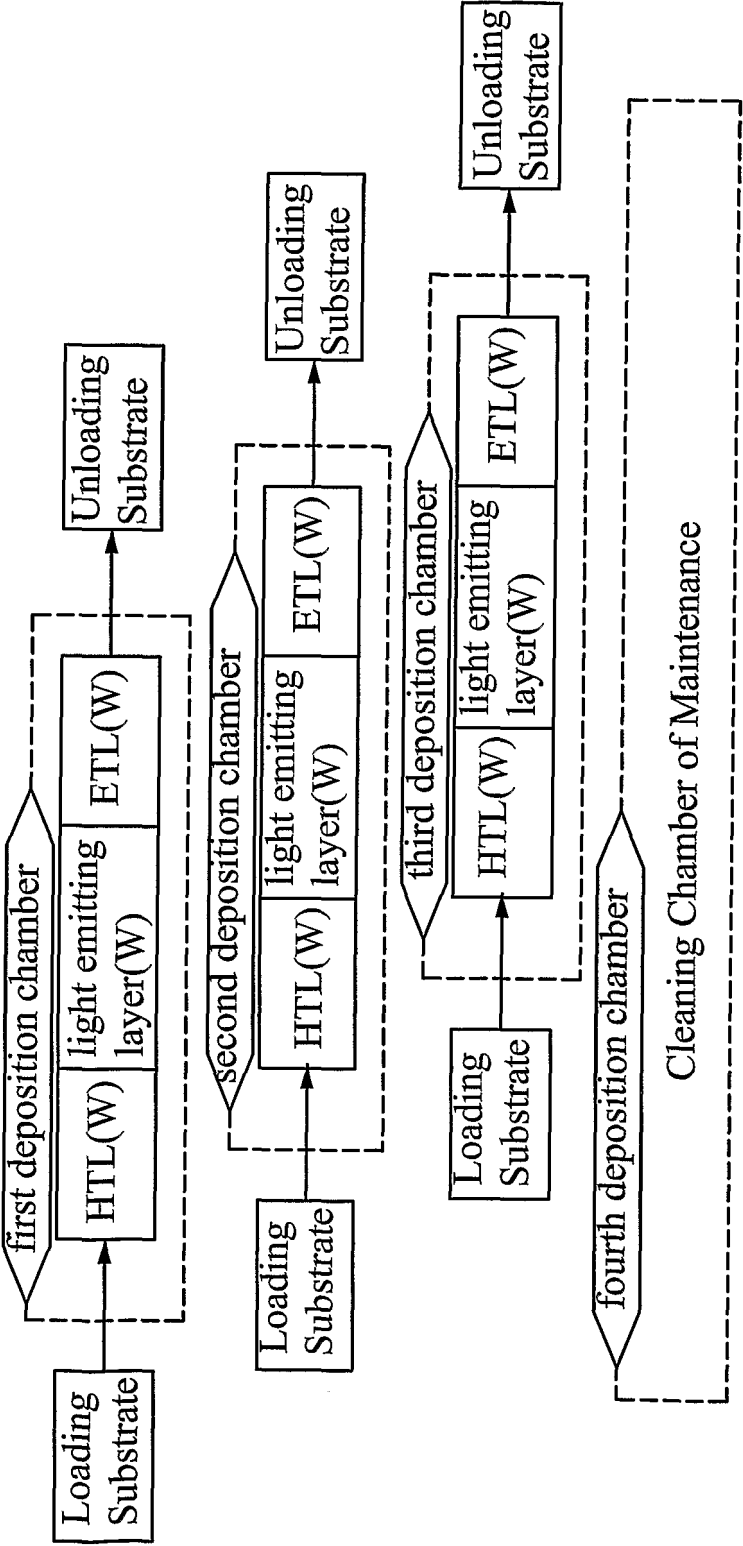 first deposition chamber
Loading
Substrate
HTL(W)
light emitting
layer(W)
ETL(W)
Unloading
Substrate
second deposition chamber
Loading
Substrate
HTL(W)
light emitting
layer(W)
ETL(W)
Unloading
Substrate
third deposition chamber
Loading
Substrate
HTL(W)
light emitting
layer(W)
ETL(W)
Unloading
Substrate
fourth deposition chamber
Cleaning Chamber of Maintenance